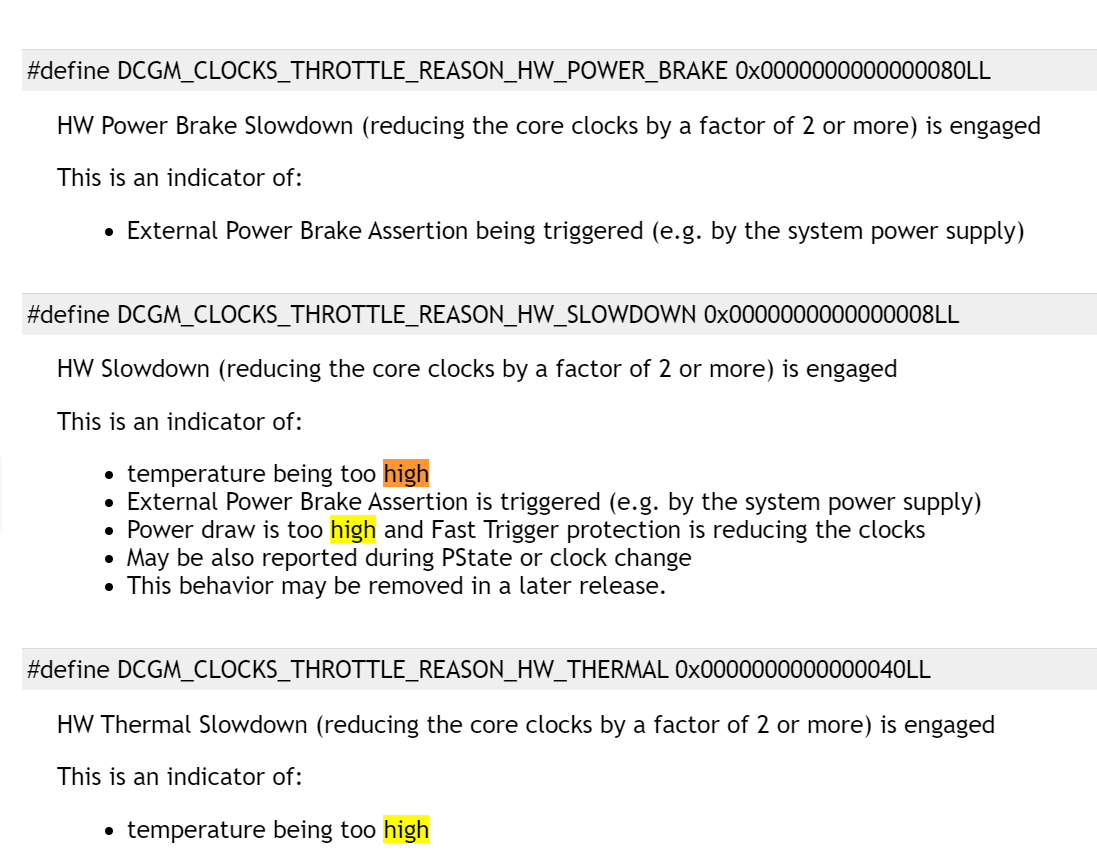 #define DCGM_CLOCKS_THROTTLE_REASON_HW_POWER_BRAKE 0x0000000000000080LL
HW Power Brake Slowdown (reducing the core clocks by a factor of 2 or more) is engaged
This is an indicator of:
• External Power Brake Assertion being triggered (e.g. by the system power supply)
#define DCGM_CLOCKS_THROTTLE_REASON_HW_SLOWDOWN 0x0000000000000008LL
HW Slowdown (reducing the core clocks by a factor of 2 or more) is engaged
This is an indicator of:
• temperature being too high
• External Power Brake Assertion is triggered (e.g. by the system power supply)
• Power draw is too high and Fast Trigger protection is reducing the clocks
• May be also reported during PState or clock change
• This behavior may be removed in a later release.
#define DCGM_CLOCKS_THROTTLE_REASON_HW_THERMAL 0x0000000000000040LL
HW Thermal Slowdown (reducing the core clocks by a factor of 2 or more) is engaged
This is an indicator of:
• temperature being too high